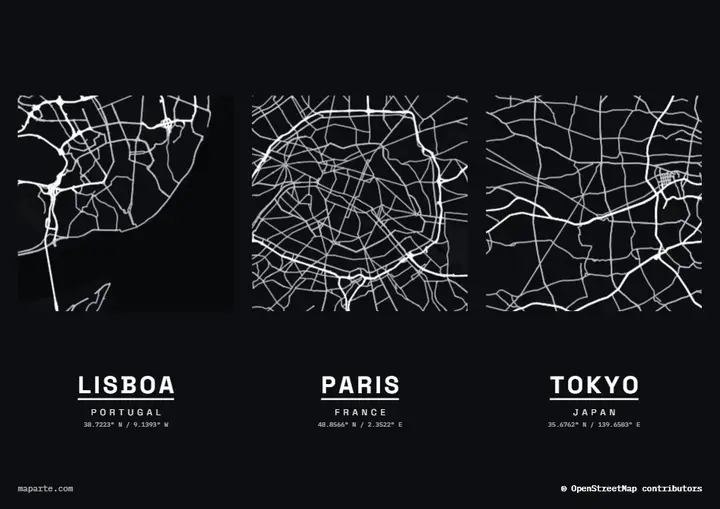 LISBOA
PORTUGAL
38.7223° N / 9.1393° W
PARIS
FRANCE
48.8566° N / 2.3522° E
TOKYO
JAPAN
35.6762° N / 139.6503° E
maparte.com
© OpenStreetMap contributors